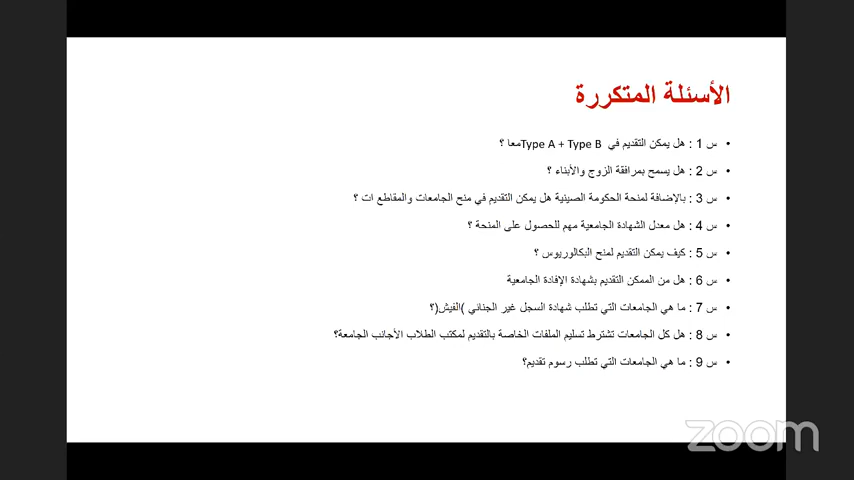 الأسئلة المتكررة
• س 1 : هل يمكن التقديم في Type A + Type B معا ؟
• س 2 : هل يسمح بمرافقة الزوج والأبناء ؟
• س 3 : بالإضافة لمنحة الحكومة الصينية هل يمكن التقديم في منح الجامعات والمقاطع ات ؟
• س 4 : هل معدل الشهادة الجامعية مهم للحصول على المنحة ؟
• س 5 : كيف يمكن التقديم لمنح البكالوريوس ؟
• س 6 : هل من الممكن التقديم بشهادة الإفادة الجامعية
• س 7 : ما هي الجامعات التي تطلب شهادة السجل غير الجنائي )الفيش(؟
• س 8 : هل كل الجامعات تشترط تسليم الملفات الخاصة بالتقديم لمكتب الطلاب الأجانب الجامعة؟
• س 9 : ما هي الجامعات التي تطلب رسوم تقديم؟
zoom